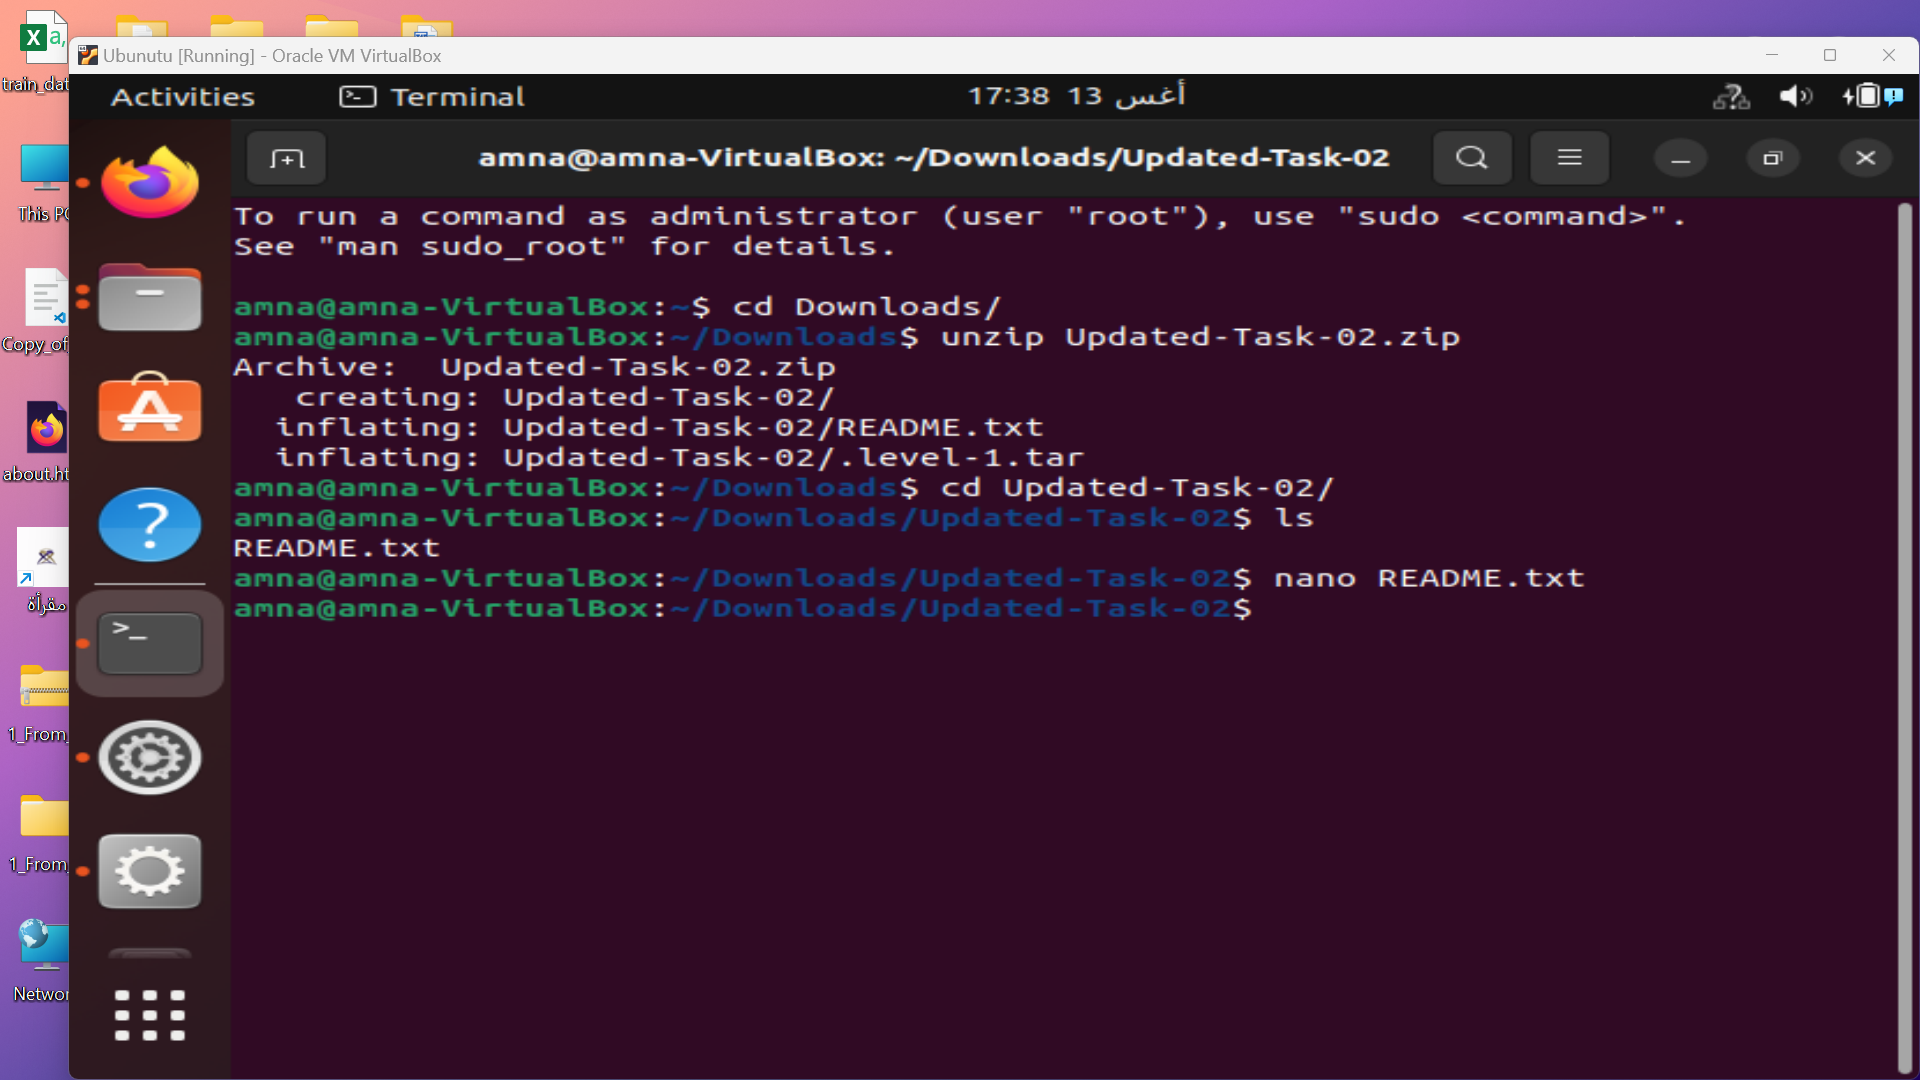 train_dat
This PC
Copy_of
about.ht
مقرأة
1_From_
1_From_
Networ
Ubunutu [Running] - Oracle VM VirtualBox
Activities
Terminal
17:38 13 أغس
amna@amna-VirtualBox: ~/Downloads/Updated-Task-02
To run a command as administrator (user "root"), use "sudo <command>".
See "man sudo_root" for details.
amna@amna-VirtualBox:~$ cd Downloads/
amna@amna-VirtualBox:~/Downloads$ unzip Updated-Task-02.zip
Archive:  Updated-Task-02.zip
   creating: Updated-Task-02/
  inflating: Updated-Task-02/README.txt
  inflating: Updated-Task-02/.level-1.tar
amna@amna-VirtualBox:~/Downloads$ cd Updated-Task-02/
amna@amna-VirtualBox:~/Downloads/Updated-Task-02$ ls
README.txt
amna@amna-VirtualBox:~/Downloads/Updated-Task-02$ nano README.txt
amna@amna-VirtualBox:~/Downloads/Updated-Task-02$